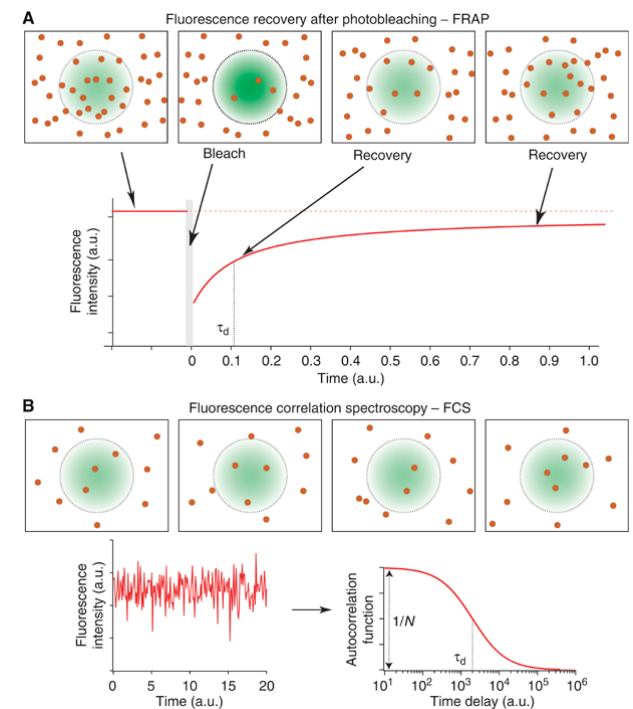 A Fluorescence recovery after photobleaching – FRAP
Bleach Recovery Recovery
Fluorescence
intensity (a.u.)
τd
0 0.1 0.2 0.3 0.4 0.5 0.6 0.7 0.8 0.9 1.0
Time (a.u.)
B Fluorescence correlation spectroscopy – FCS
Fluorescence
intensity (a.u.)
0 5 10 15 20
Time (a.u.)
Autocorrelation
function
1/N
τd
10¹ 10² 10³ 10⁴ 10⁵ 10⁶
Time delay (a.u.)